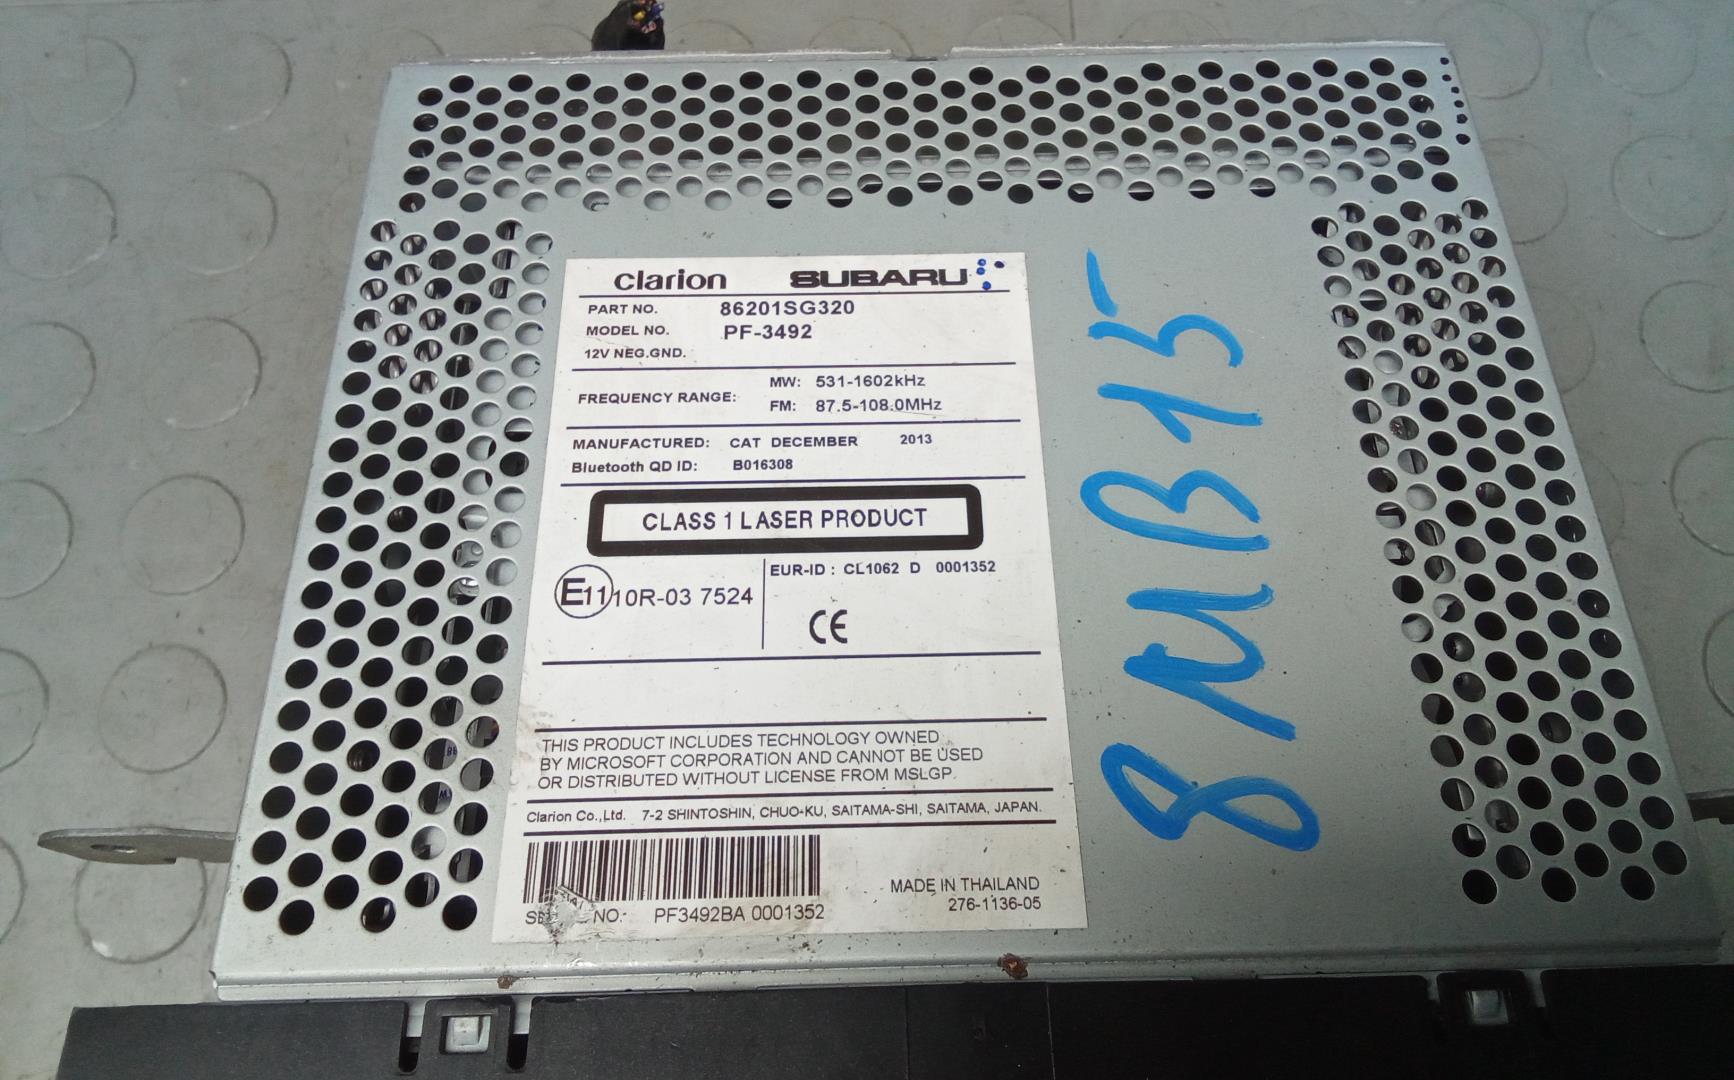 clarion SUBARU
PART NO. 86201SG320
MODEL NO. PF-3492
12V NEG.GND.
FREQUENCY RANGE: MW: 531-1602kHz
FM: 87.5-108.0MHz
MANUFACTURED: CAT DECEMBER 2013
Bluetooth QD ID: B016308
CLASS 1 LASER PRODUCT
E11 10R-03 7524
EUR-ID : CL1062 D 0001352
CE
THIS PRODUCT INCLUDES TECHNOLOGY OWNED
BY MICROSOFT CORPORATION AND CANNOT BE USED
OR DISTRIBUTED WITHOUT LICENSE FROM MSLGP.
Clarion Co.,Ltd. 7-2 SHINTOSHIN, CHUO-KU, SAITAMA-SHI, SAITAMA, JAPAN.
NO. PF3492BA 0001352
MADE IN THAILAND
276-1136-05